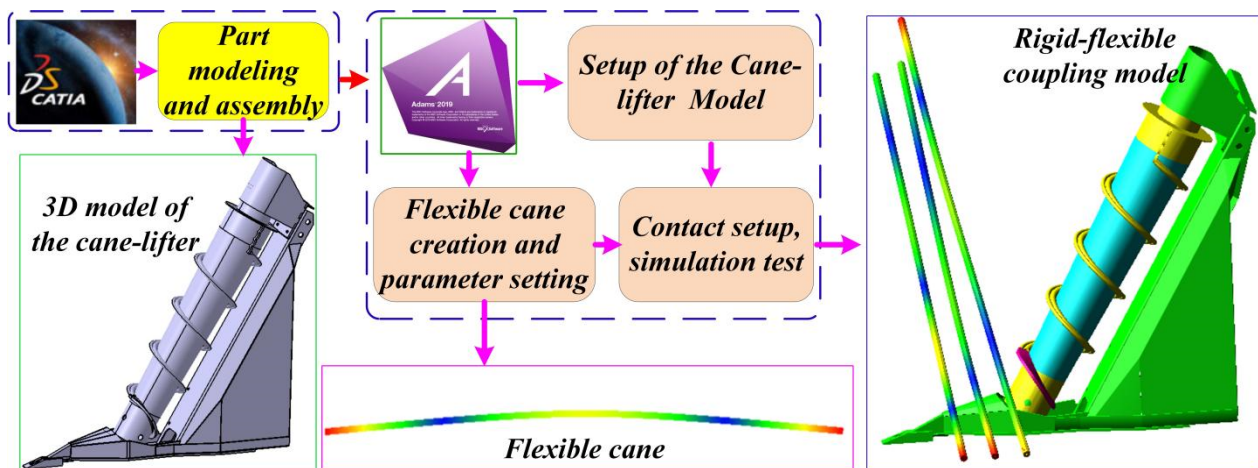 Part
modeling
and assembly
DS
CATIA
Adams 2019
Setup of the Cane-
lifter Model
Rigid-flexible
coupling model
3D model of
the cane-lifter
Flexible cane
creation and
parameter setting
Contact setup,
simulation test
Flexible cane